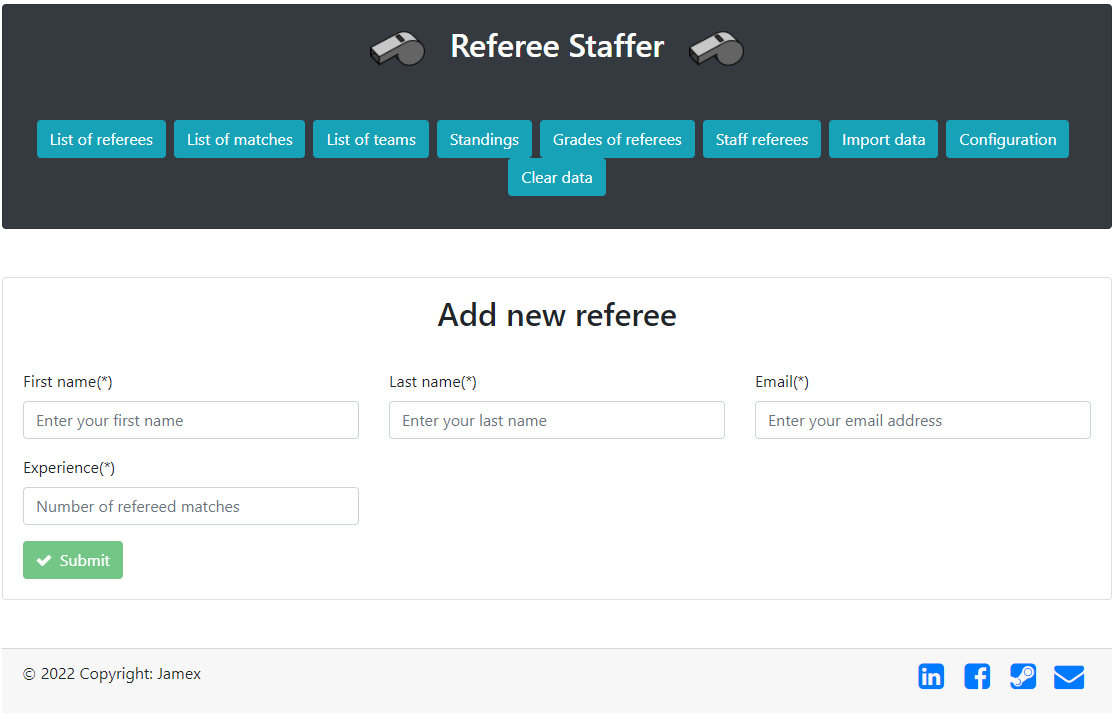 Referee Staffer
List of referees List of matches List of teams Standings Grades of referees Staff referees Import data Configuration
Clear data
Add new referee
First name(*) Last name(*) Email(*)
Enter your first name Enter your last name Enter your email address
Experience(*)
Number of refereed matches
Submit
© 2022 Copyright: Jamex